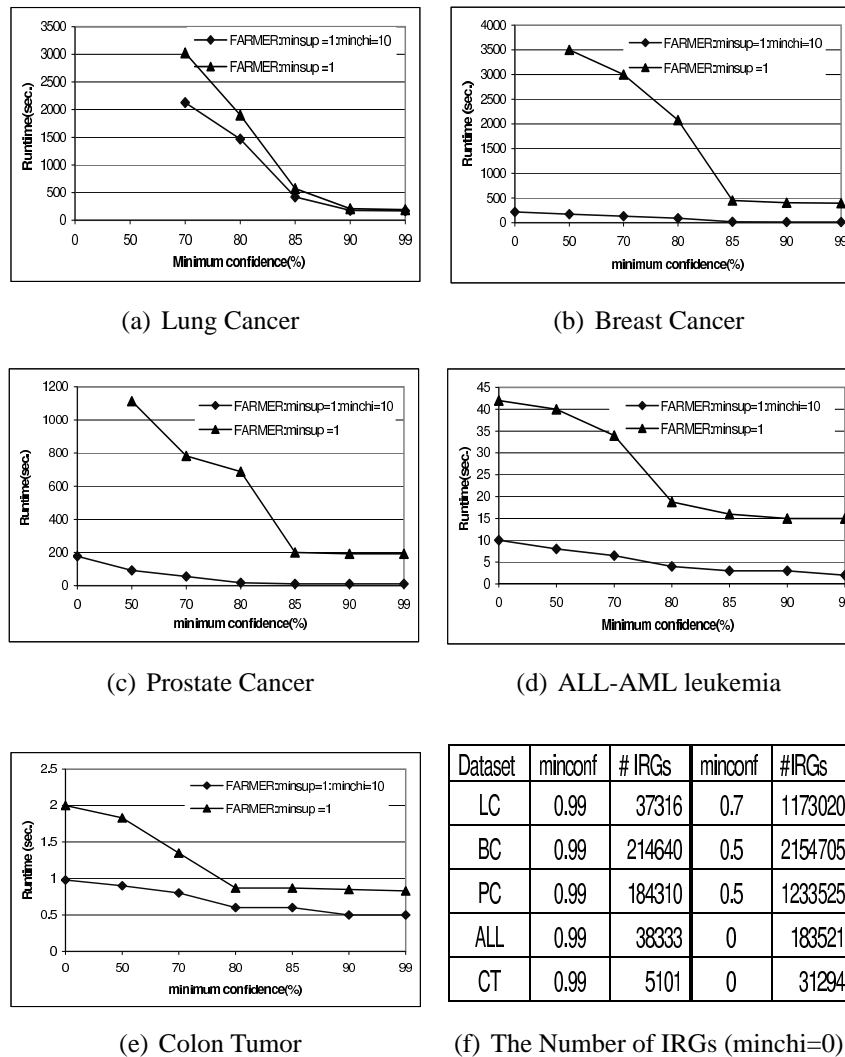 3500
3000
2500
2000
1500
1000
500
0
Runtime(sec.)
FARMER:minsup =1:minchi=10
FARMER:minsup =1
0 50 70 80 85 90 99
Minimum confidence(%)
(a) Lung Cancer
4000
3500
3000
2500
2000
1500
1000
500
0
Runtime(sec.)
FARMER:minsup=1:minchi=10
FARMER:minsup =1
0 50 70 80 85 90 99
minimum confidence(%)
(b) Breast Cancer
1200
1000
800
600
400
200
0
Runtime(sec.)
FARMER:minsup=1:minchi=10
FARMER:minsup =1
0 50 70 80 85 90 99
minimum confidence(%)
(c) Prostate Cancer
45
40
35
30
25
20
15
10
5
0
Runtime(sec.)
FARMER:minsup=1:minchi=10
FARMER:minsup=1
0 50 70 80 85 90 99
Minimum confidence(%)
(d) ALL-AML leukemia
2.5
2
1.5
1
0.5
0
Runtime (sec.)
FARMER:minsup=1:minchi=10
FARMER:minsup =1
0 50 70 80 85 90 99
minimum confidence(%)
(e) Colon Tumor
Dataset minconf # IRGs minconf #IRGs
LC 0.99 37316 0.7 1173020
BC 0.99 214640 0.5 2154705
PC 0.99 184310 0.5 1233525
ALL 0.99 38333 0 183521
CT 0.99 5101 0 31294
(f) The Number of IRGs (minchi=0)